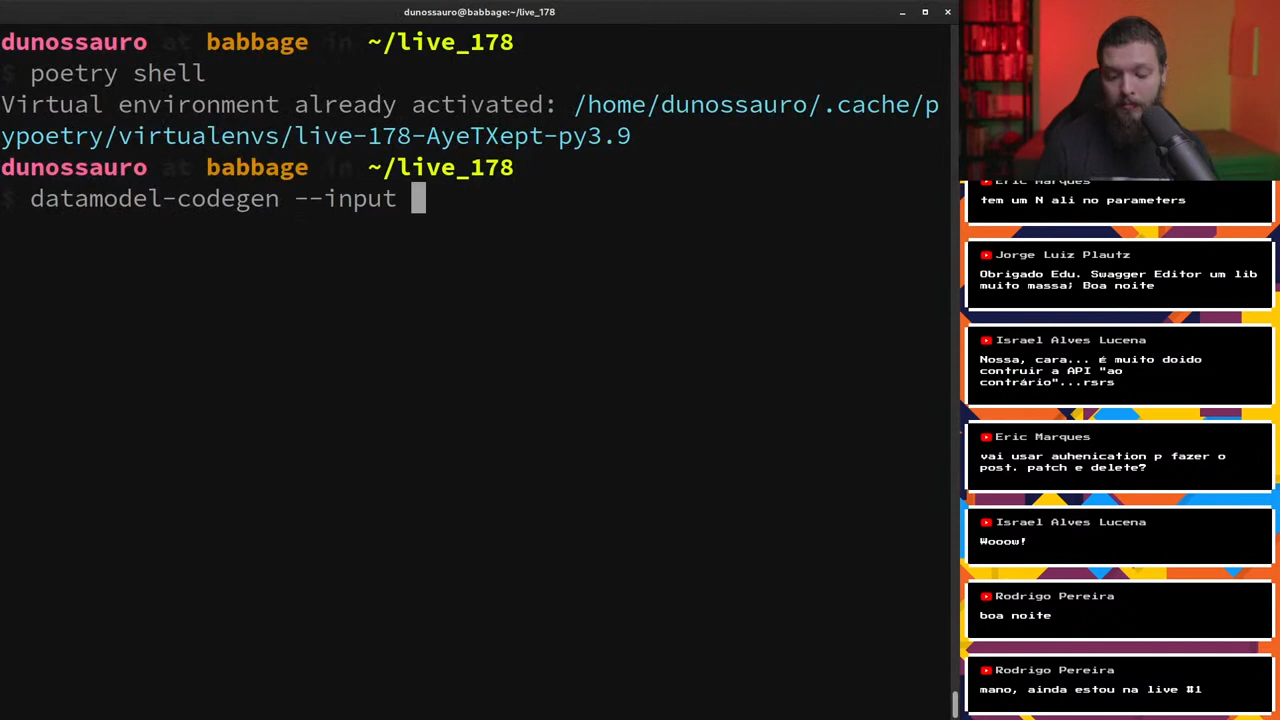 dunossauro@babbage:~/live_178
dunossauro at babbage in ~/live_178
$ poetry shell
Virtual environment already activated: /home/dunossauro/.cache/p
ypoetry/virtualenvs/live-178-AyeTXept-py3.9
dunossauro at babbage in ~/live_178
$ datamodel-codegen --input
Eric Marques
tem um N ali no parameters
Jorge Luiz Plautz
Obrigado Edu. Swagger Editor um lib
muito massa; Boa noite
Israel Alves Lucena
Nossa, cara... É muito doido
contruir a API "ao
contrário"...rsrs
Eric Marques
vai usar auhenication p fazer o
post. patch e delete?
Israel Alves Lucena
Wooow!
Rodrigo Pereira
boa noite
Rodrigo Pereira
mano, ainda estou na live #1